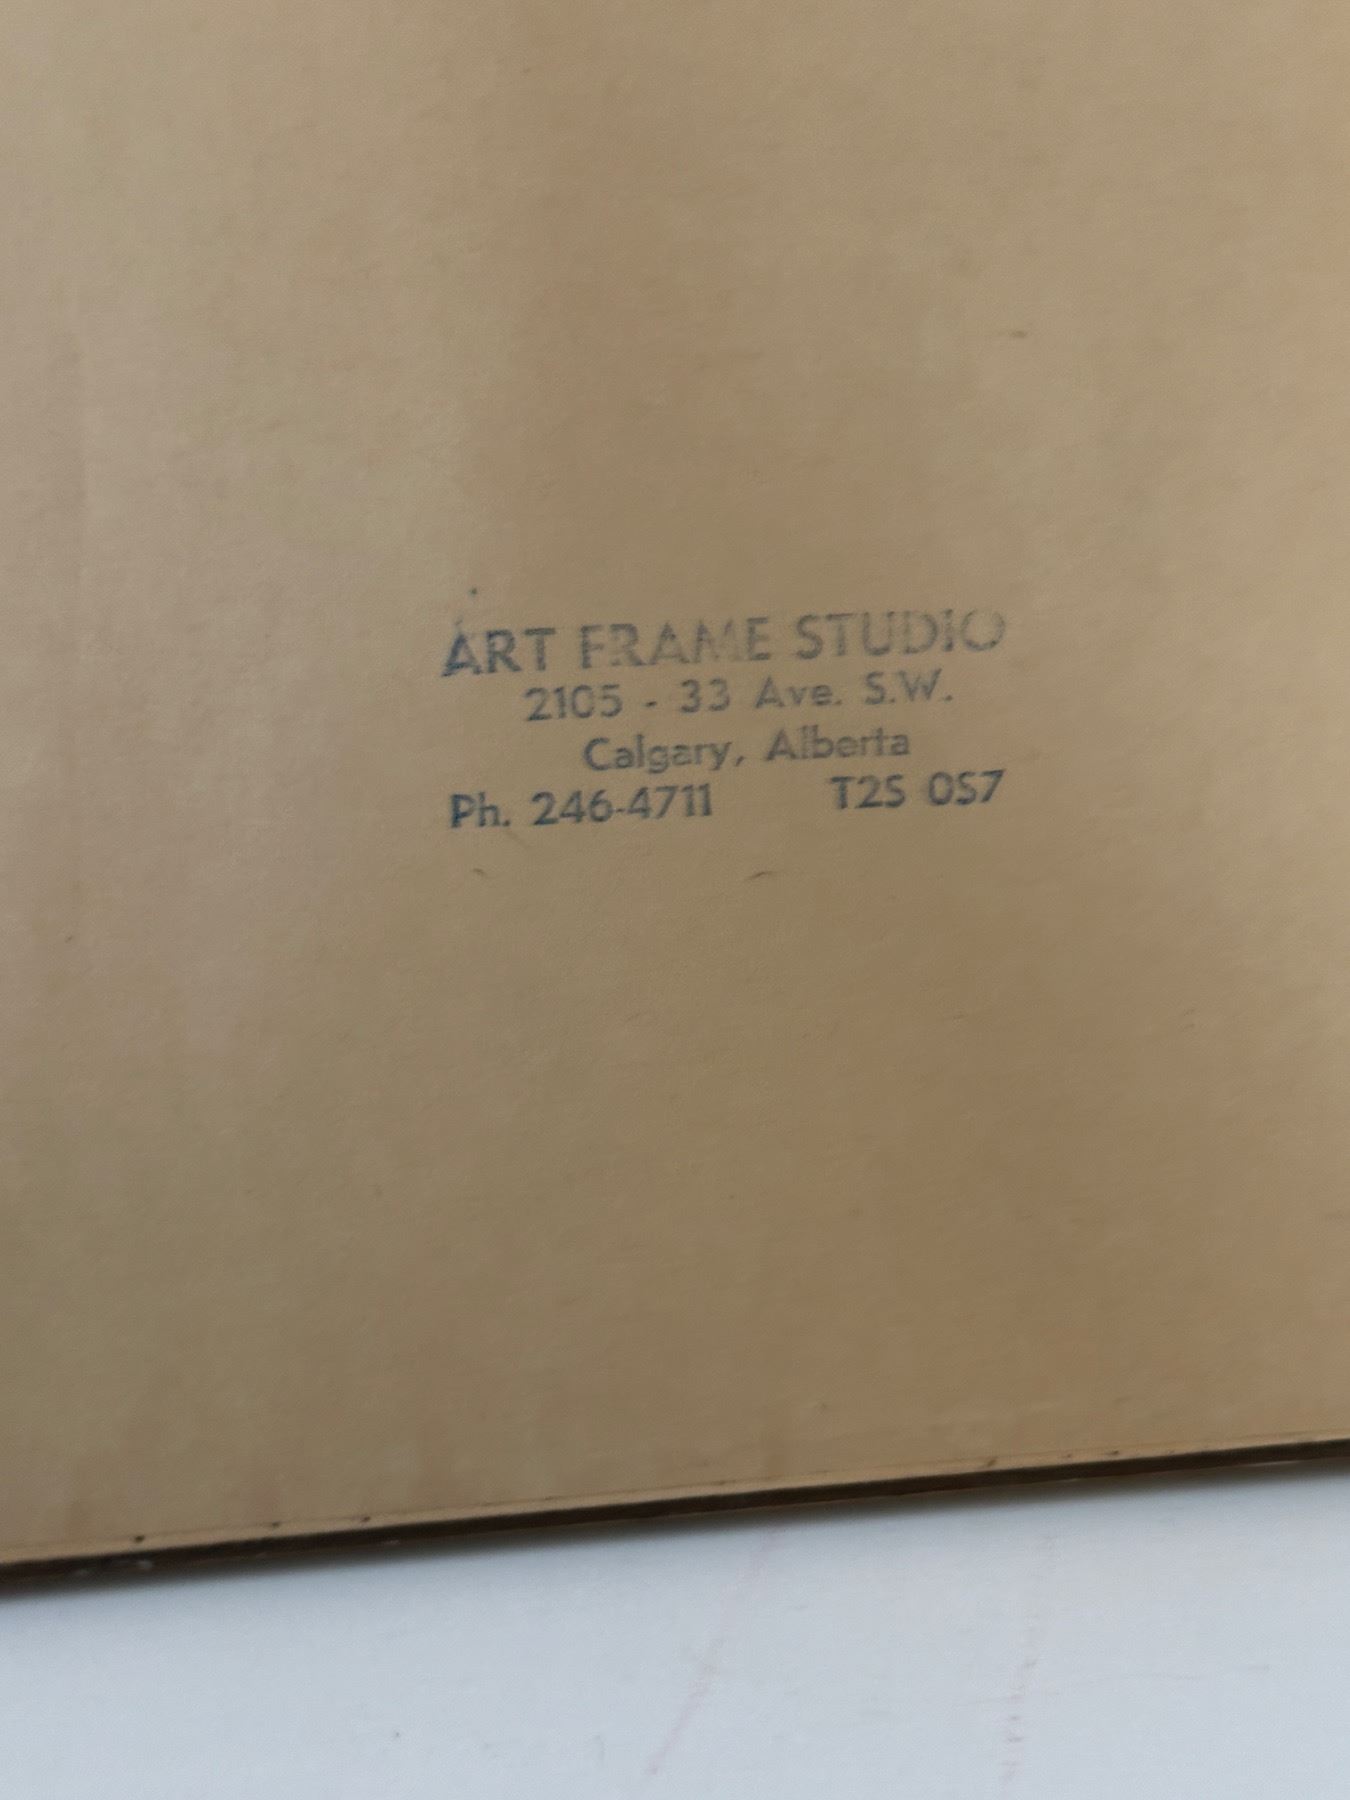 ART FRAME STUDIO
2105 - 33 Ave. S.W.
Calgary, Alberta
Ph. 246-4711 T2S 0S7